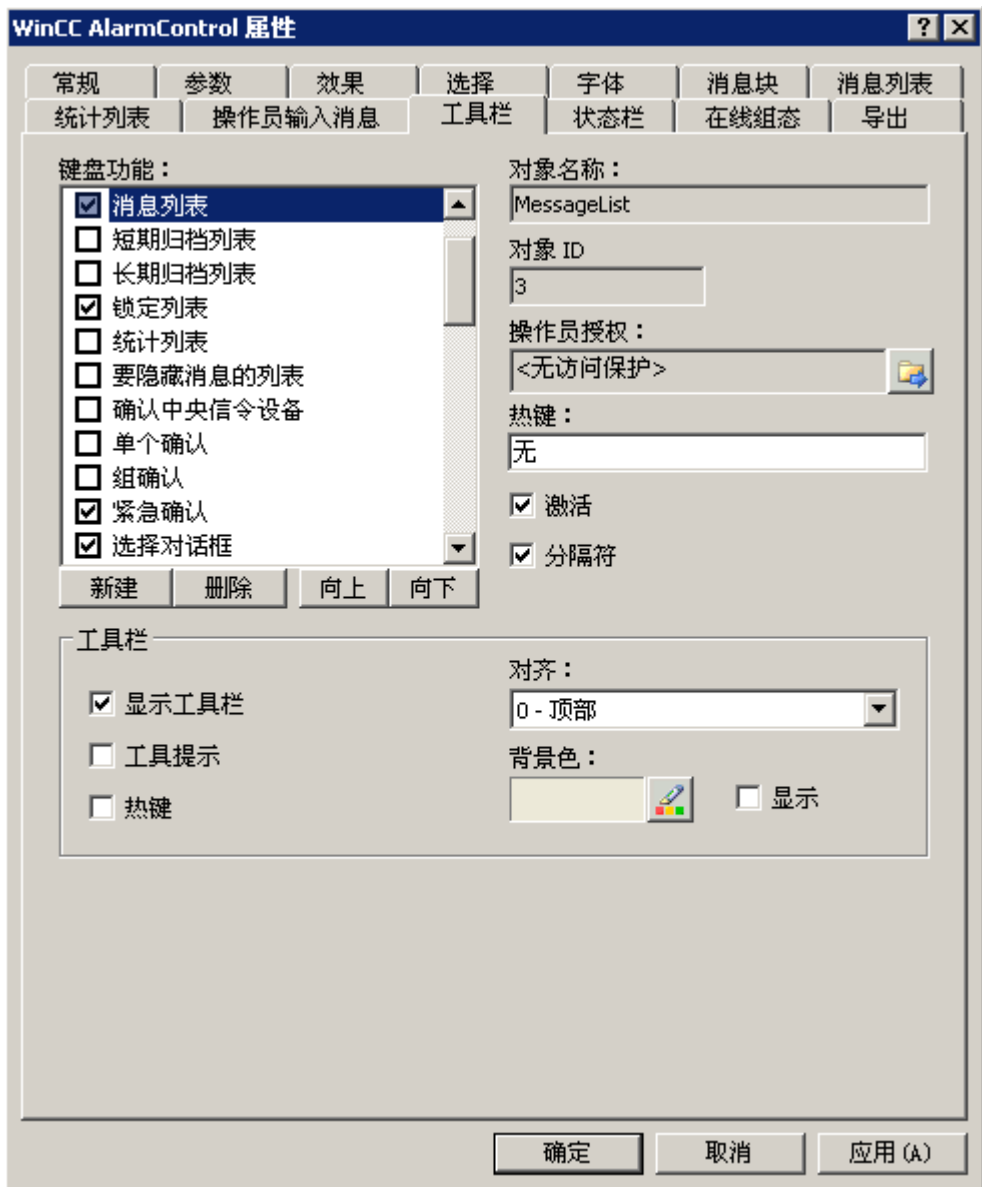 WinCC AlarmControl 属性
常规 参数 效果 选择 字体 消息块 消息列表
统计列表 操作员输入消息 工具栏 状态栏 在线组态 导出
键盘功能：
消息列表
短期归档列表
长期归档列表
锁定列表
统计列表
要隐藏消息的列表
确认中央信令设备
单个确认
组确认
紧急确认
选择对话框
新建 删除 向上 向下
对象名称：
MessageList
对象 ID
3
操作员授权：
<无访问保护>
热键：
无
激活
分隔符
工具栏
显示工具栏
工具提示
热键
对齐：
0 - 顶部
背景色：
显示
确定 取消 应用(A)